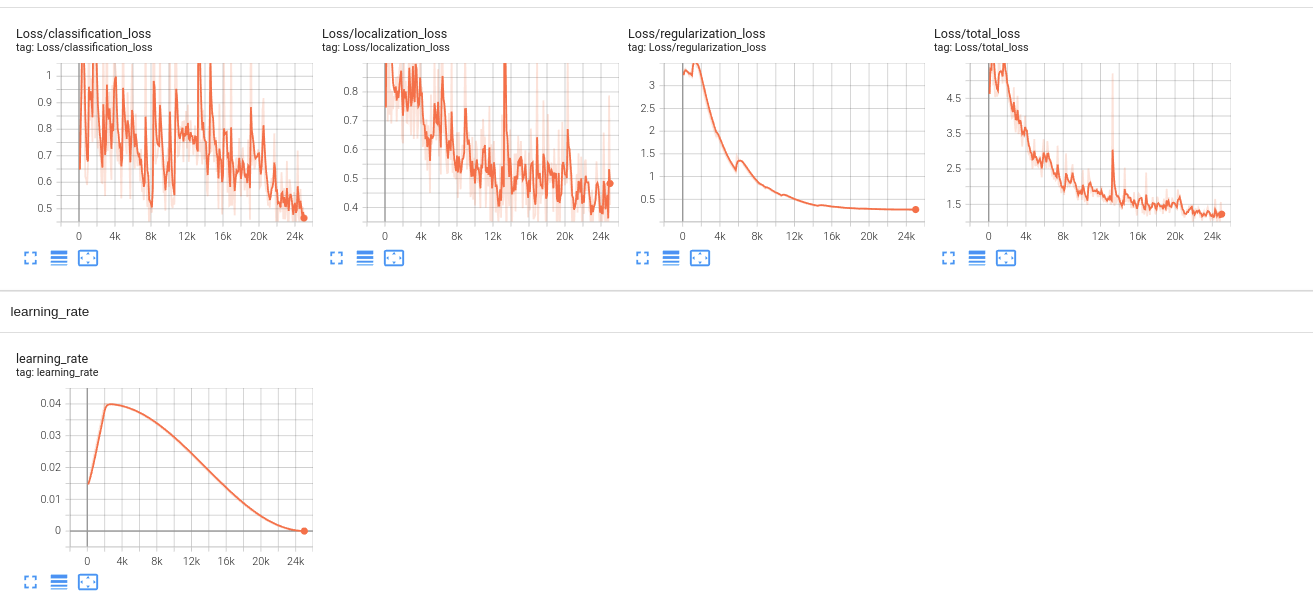 Loss/classification_loss
tag: Loss/classification_loss
1
0.9
0.8
0.7
0.6
0.5
0 4k 8k 12k 16k 20k 24k
Loss/localization_loss
tag: Loss/localization_loss
0.8
0.7
0.6
0.5
0.4
0 4k 8k 12k 16k 20k 24k
Loss/regularization_loss
tag: Loss/regularization_loss
3
2.5
2
1.5
1
0.5
0 4k 8k 12k 16k 20k 24k
Loss/total_loss
tag: Loss/total_loss
4.5
3.5
2.5
1.5
0 4k 8k 12k 16k 20k 24k
learning_rate
learning_rate
tag: learning_rate
0.04
0.03
0.02
0.01
0
0 4k 8k 12k 16k 20k 24k